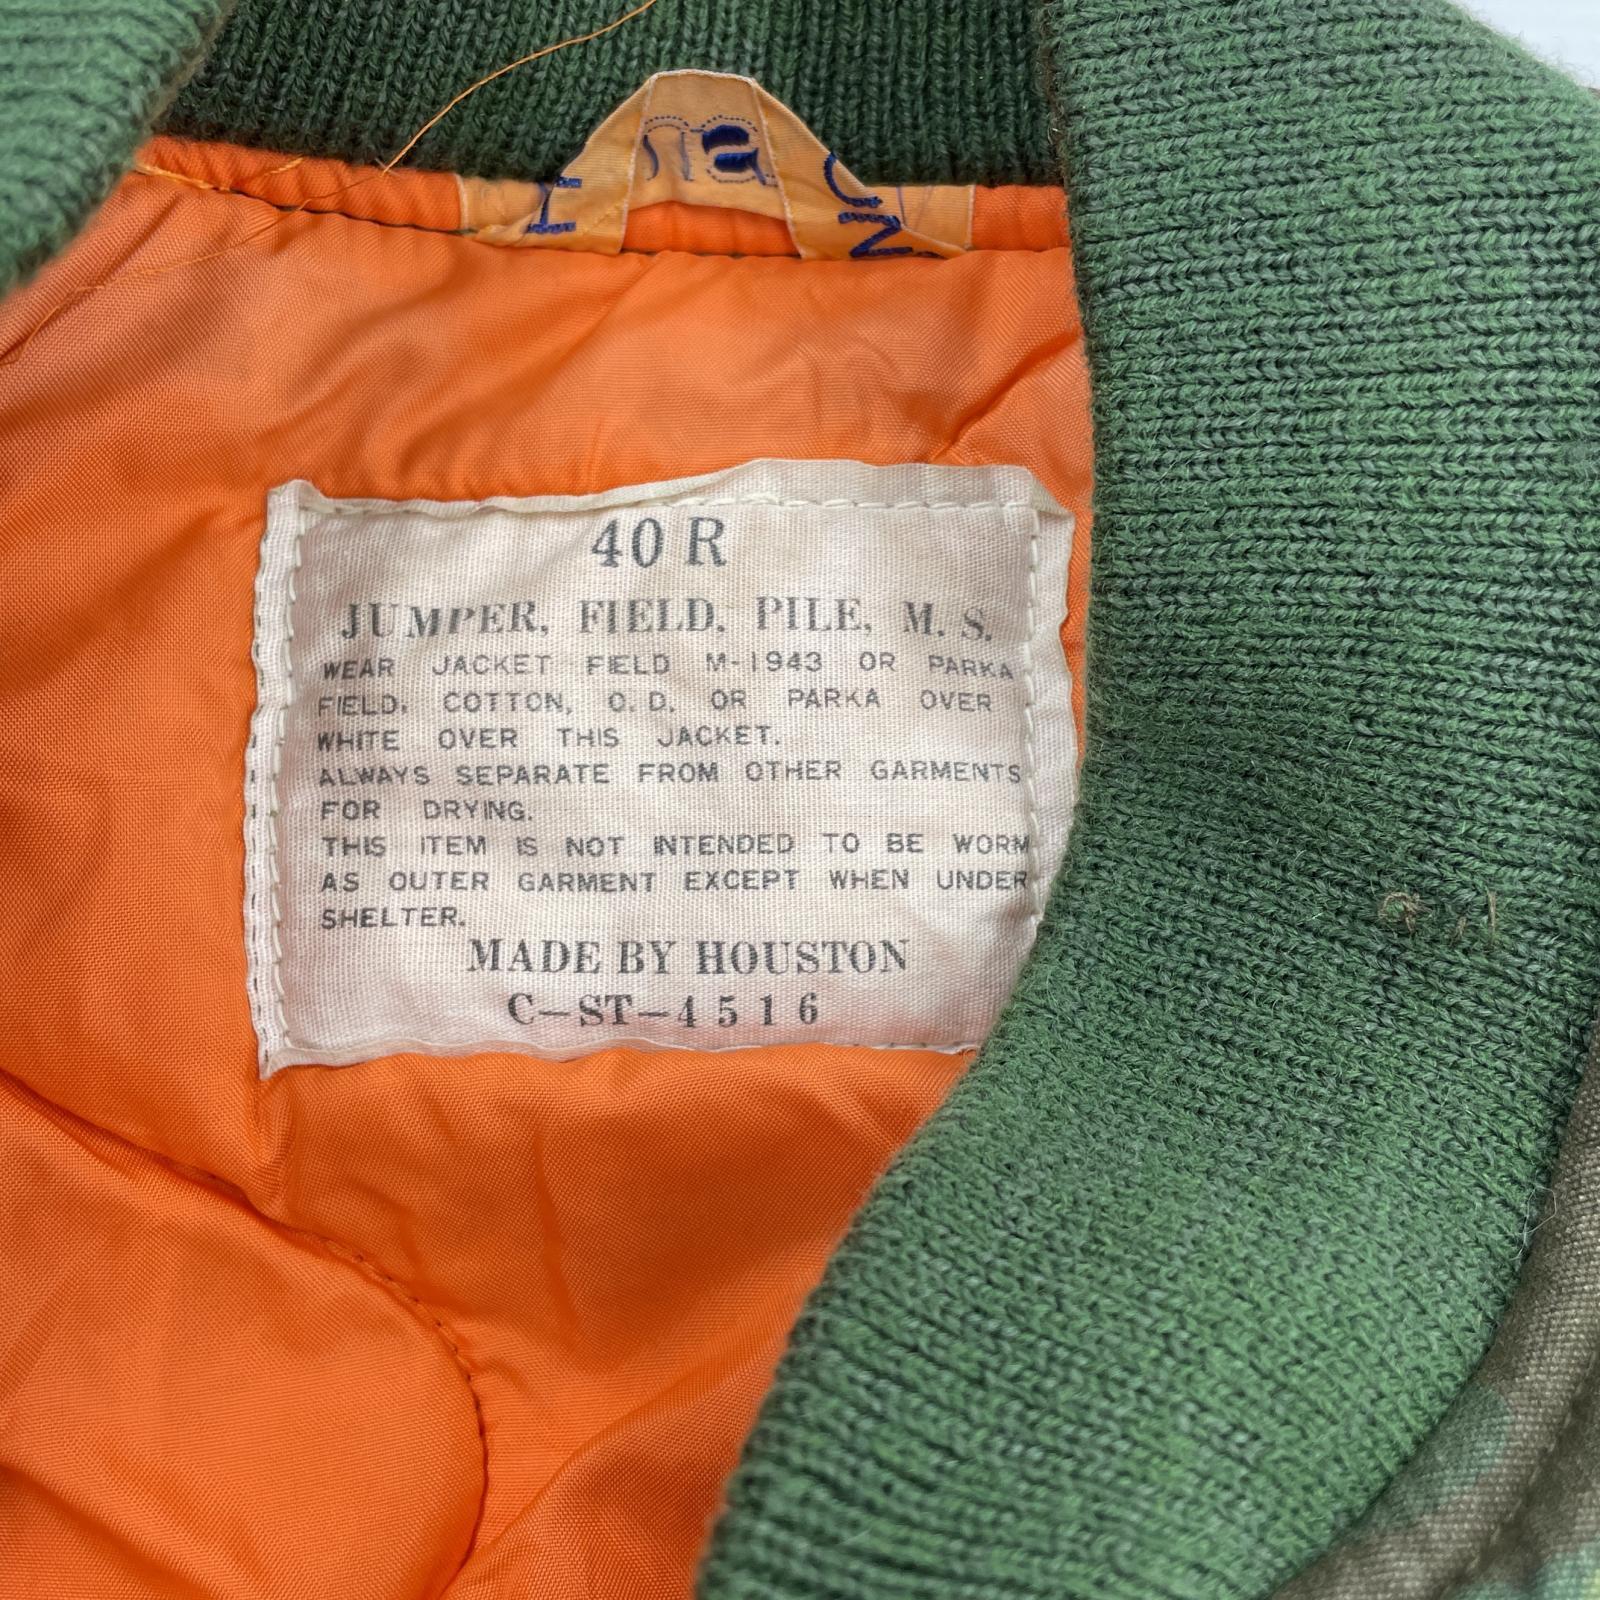 40 R
JUMPER, FIELD, PILE, M. S.
WEAR JACKET FIELD M-1943 OR PARKA
FIELD, COTTON, O. D. OR PARKA OVER
WHITE OVER THIS JACKET.
ALWAYS SEPARATE FROM OTHER GARMENTS
FOR DRYING.
THIS ITEM IS NOT INTENDED TO BE WORM
AS OUTER GARMENT EXCEPT WHEN UNDER
SHELTER.
MADE BY HOUSTON
C-ST-4516